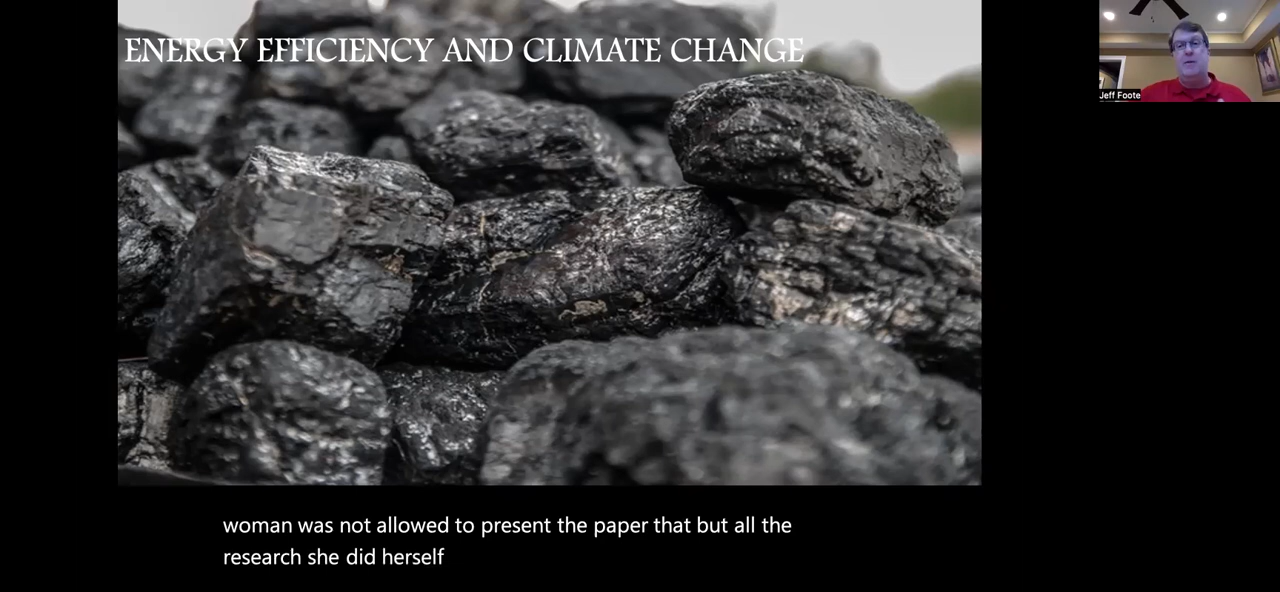 ENERGY EFFICIENCY AND CLIMATE CHANGE
Jeff Foote
woman was not allowed to present the paper that but all the
research she did herself